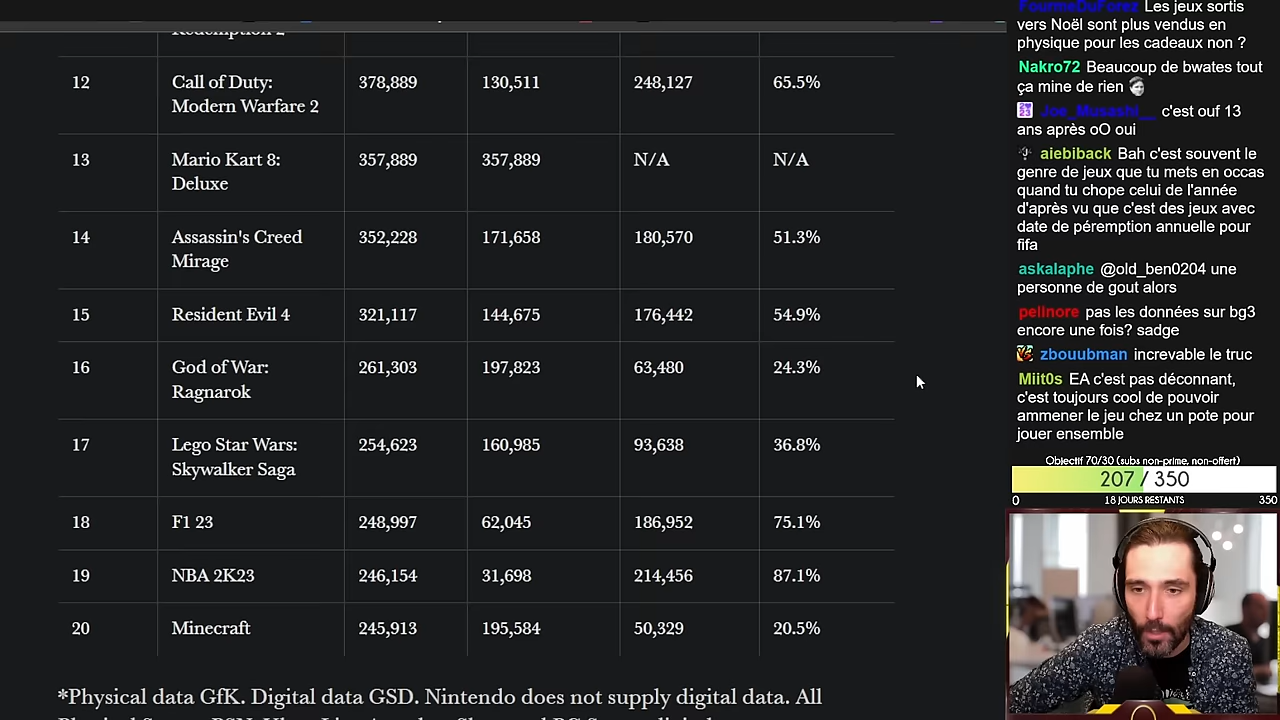 Redemption 2
12 Call of Duty: 378,889 130,511 248,127 65.5%
Modern Warfare 2
13 Mario Kart 8: 357,889 357,889 N/A N/A
Deluxe
14 Assassin's Creed 352,228 171,658 180,570 51.3%
Mirage
15 Resident Evil 4 321,117 144,675 176,442 54.9%
16 God of War: 261,303 197,823 63,480 24.3%
Ragnarok
17 Lego Star Wars: 254,623 160,985 93,638 36.8%
Skywalker Saga
18 F1 23 248,997 62,045 186,952 75.1%
19 NBA 2K23 246,154 31,698 214,456 87.1%
20 Minecraft 245,913 195,584 50,329 20.5%
*Physical data GfK. Digital data GSD. Nintendo does not supply digital data. All
FourmeDuForez Les jeux sortis
vers Noël sont plus vendus en
physique pour les cadeaux non ?
Nakro72 Beaucoup de bwates tout
ça mine de rien
Joe_Musashi__ c'est ouf 13
ans après oO oui
aiebiback Bah c'est souvent le
genre de jeux que tu mets en occas
quand tu chope celui de l'année
d'après vu que c'est des jeux avec
date de péremption annuelle pour
fifa
askalaphe @old_ben0204 une
personne de gout alors
pelinore pas les données sur bg3
encore une fois? sadge
zbouubman increvable le truc
Miit0s EA c'est pas déconnant,
c'est toujours cool de pouvoir
ammener le jeu chez un pote pour
jouer ensemble
Objectif 70/30 (subs non-prime, non-offert)
207 / 350
0 18 JOURS RESTANTS 350